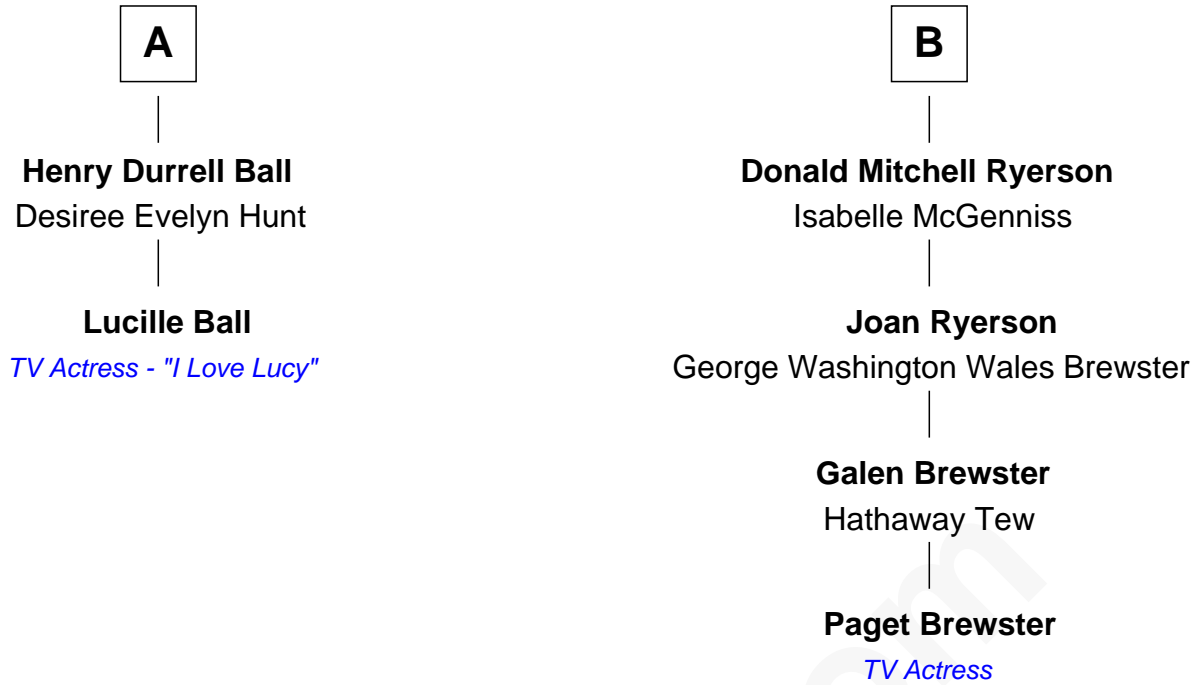 A
Henry Durrell Ball
Desiree Evelyn Hunt
Lucille Ball
TV Actress - "I Love Lucy"
B
Donald Mitchell Ryerson
Isabelle McGenniss
Joan Ryerson
George Washington Wales Brewster
Galen Brewster
Hathaway Tew
Paget Brewster
TV Actress
om